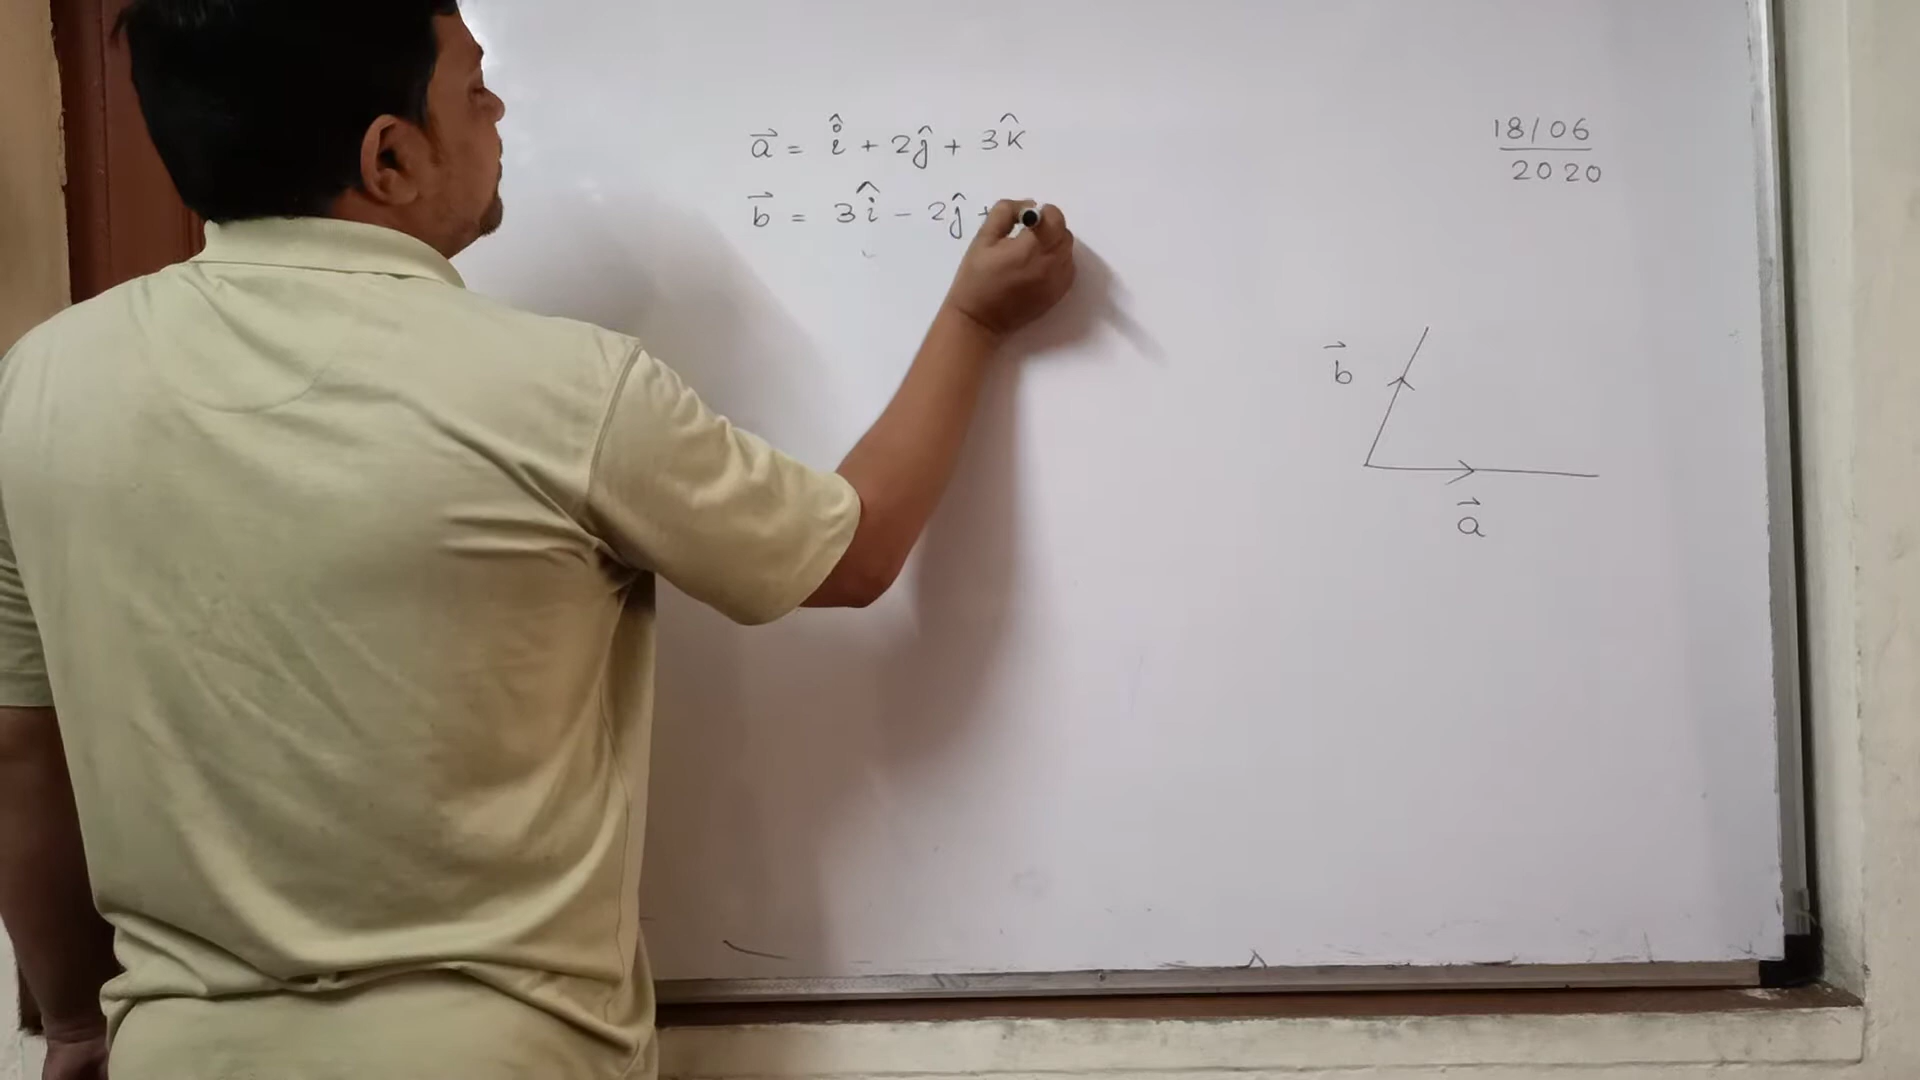 a⃗ = î + 2ĵ + 3k̂
b⃗ = 3î - 2ĵ +
18/06
2020
b⃗
a⃗